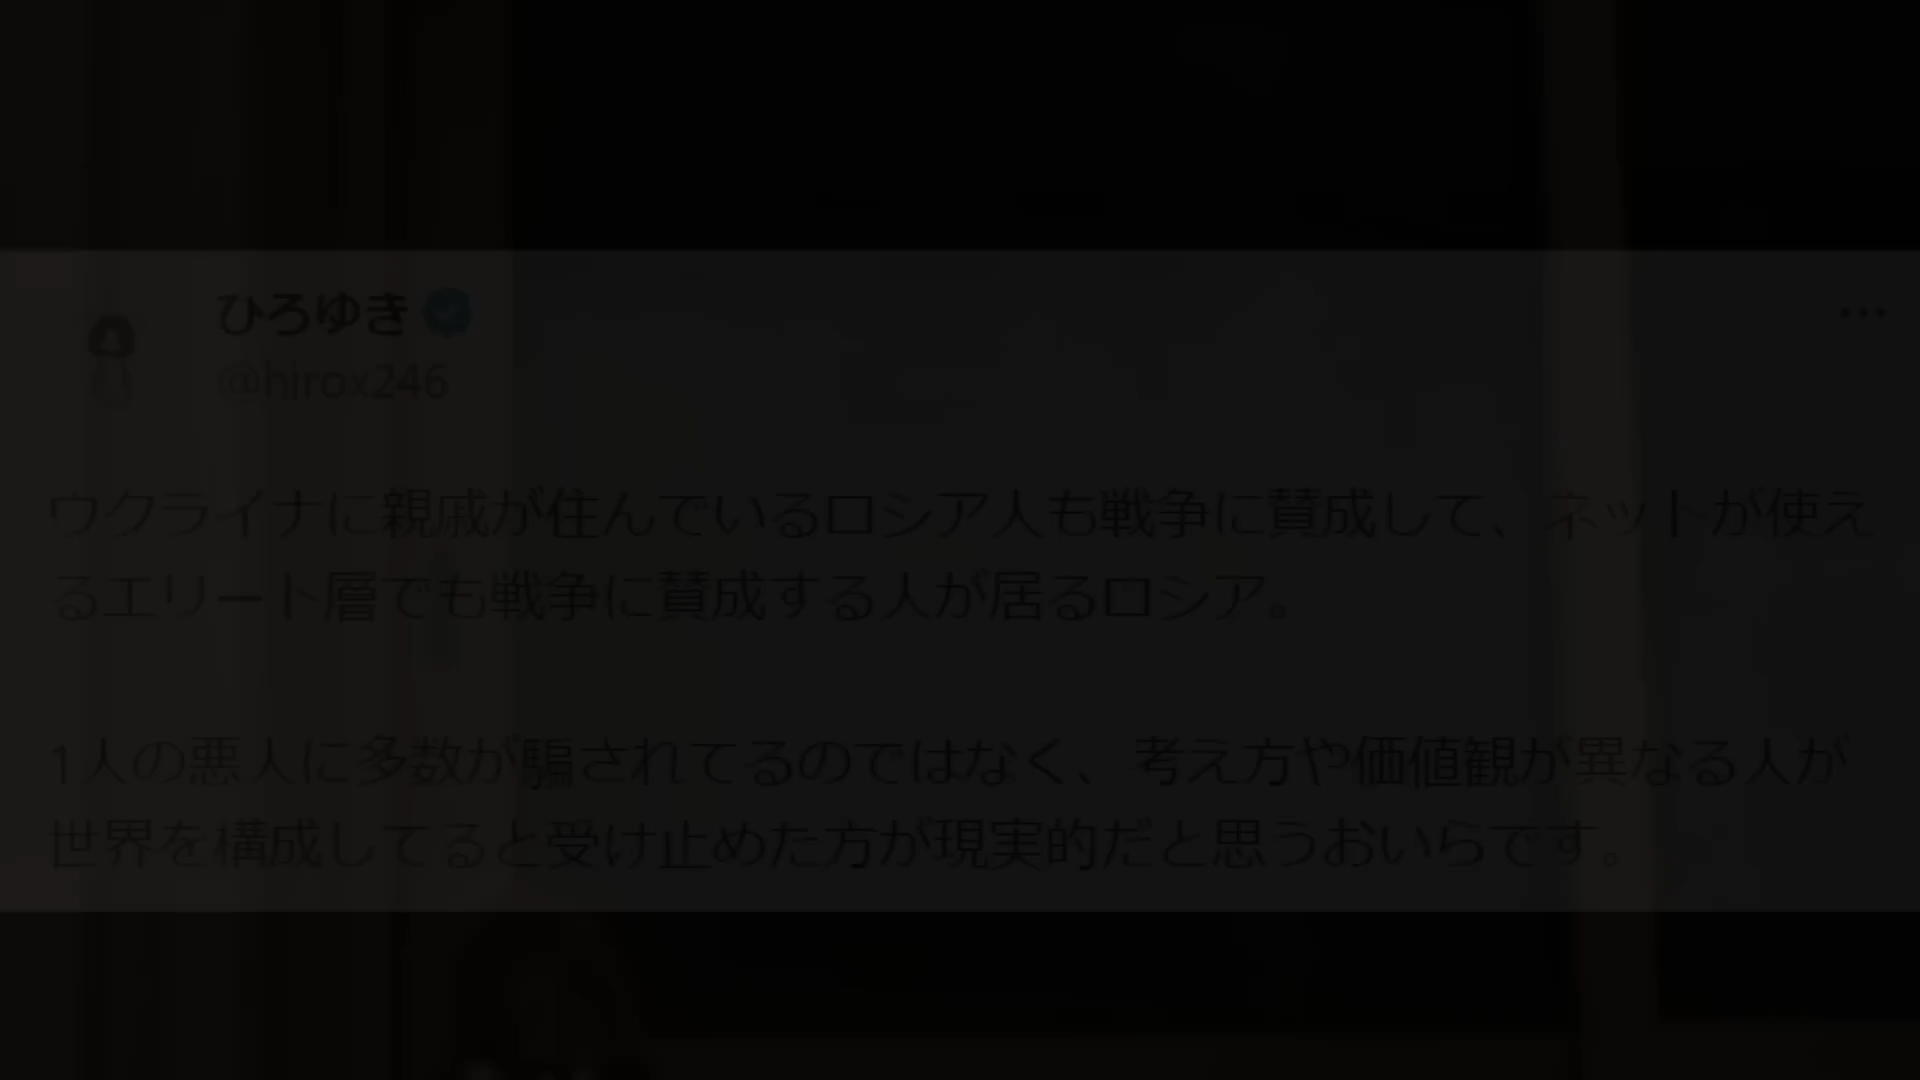 ひろゆき
@hirox246
ウクライナに親戚が住んでいるロシア人も戦争に賛成して、ネットが使え
るエリート層でも戦争に賛成する人が居るロシア。
1人の悪人に多数が騙されてるのではなく、考え方や価値観が異なる人が
世界を構成してると受け止めた方が現実的だと思うおいらです。